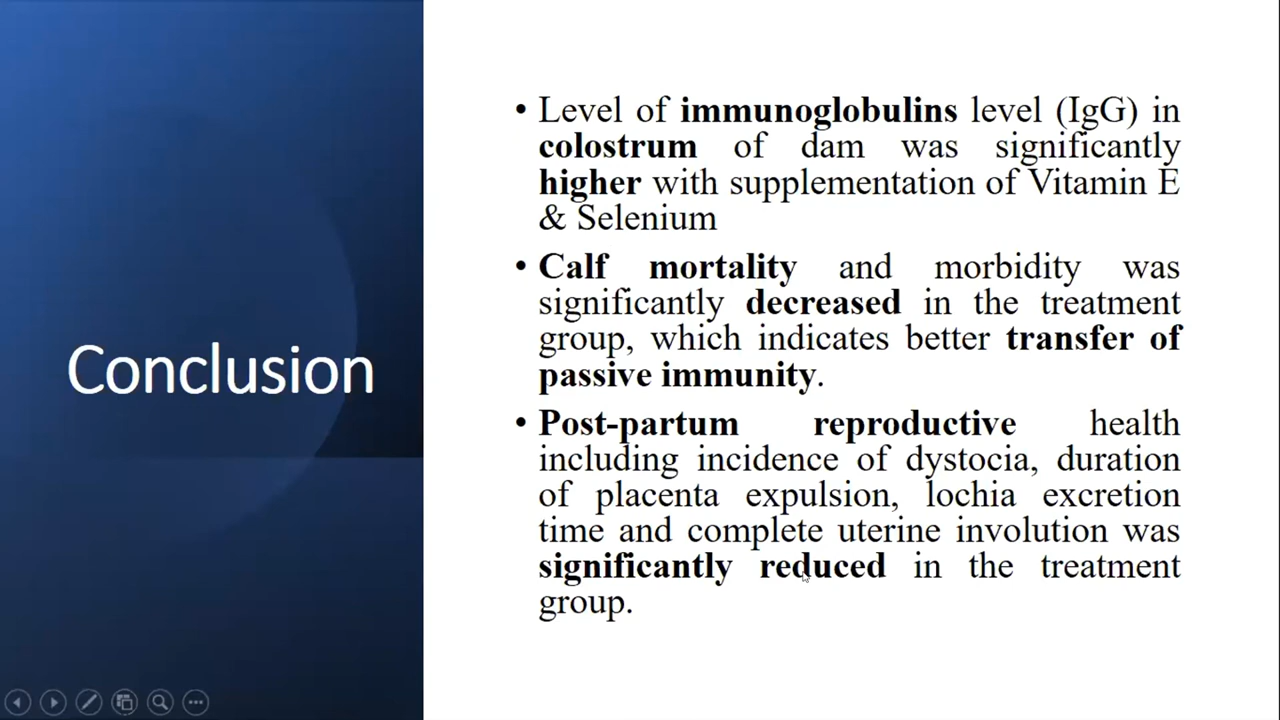 Conclusion
• Level of immunoglobulins level (IgG) in
colostrum of dam was significantly
higher with supplementation of Vitamin E
& Selenium
• Calf mortality and morbidity was
significantly decreased in the treatment
group, which indicates better transfer of
passive immunity.
• Post-partum reproductive health
including incidence of dystocia, duration
of placenta expulsion, lochia excretion
time and complete uterine involution was
significantly reduced in the treatment
group.